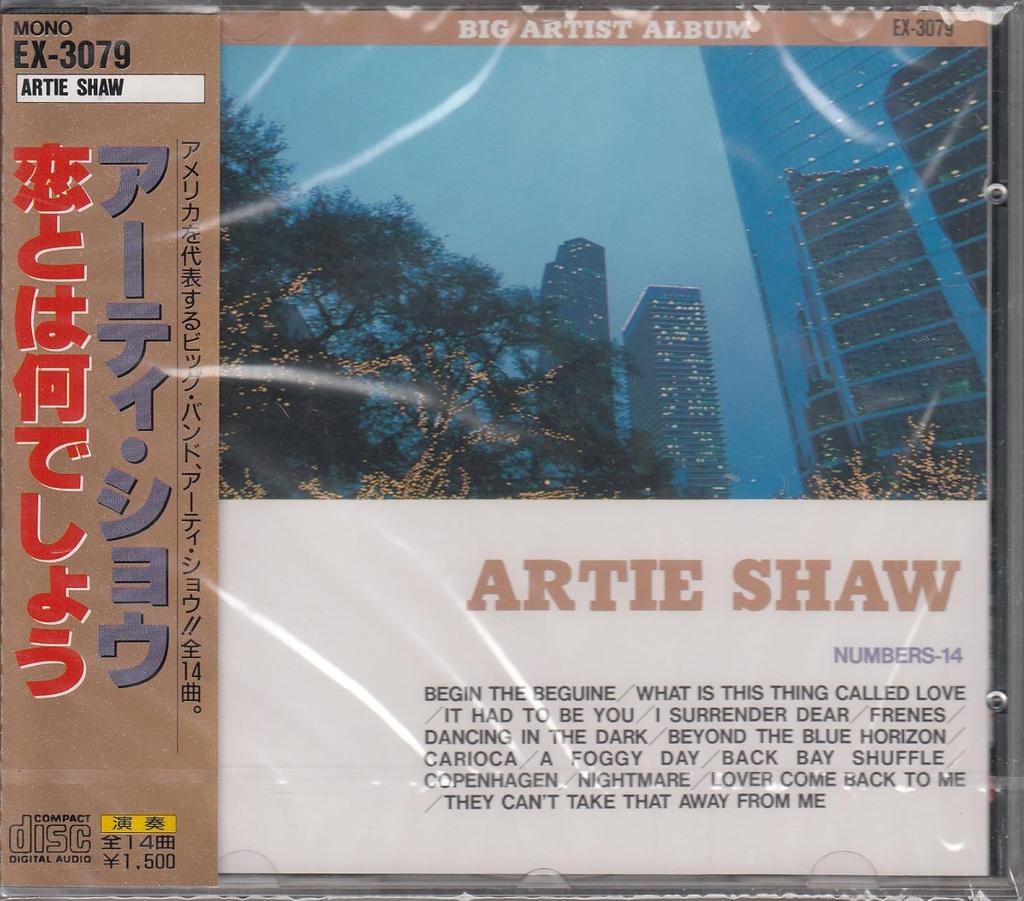 MONO
EX-3079
ARTIE SHAW
アメリカを代表するビッグ・バンド、アーティ・ショウ!!全14曲。
アーティ・ショウ
恋とは何でしょう
COMPACT
disc
DIGITAL AUDIO
演奏
全14曲
¥1,500
BIG ARTIST ALBUM
EX-3079
ARTIE SHAW
NUMBERS-14
BEGIN THE BEGUINE/WHAT IS THIS THING CALLED LOVE
/IT HAD TO BE YOU/I SURRENDER DEAR/FRENES/
DANCING IN THE DARK/BEYOND THE BLUE HORIZON/
CARIOCA/A FOGGY DAY/BACK BAY SHUFFLE/
COPENHAGEN/NIGHTMARE/LOVER COME BACK TO ME
/THEY CAN'T TAKE THAT AWAY FROM ME